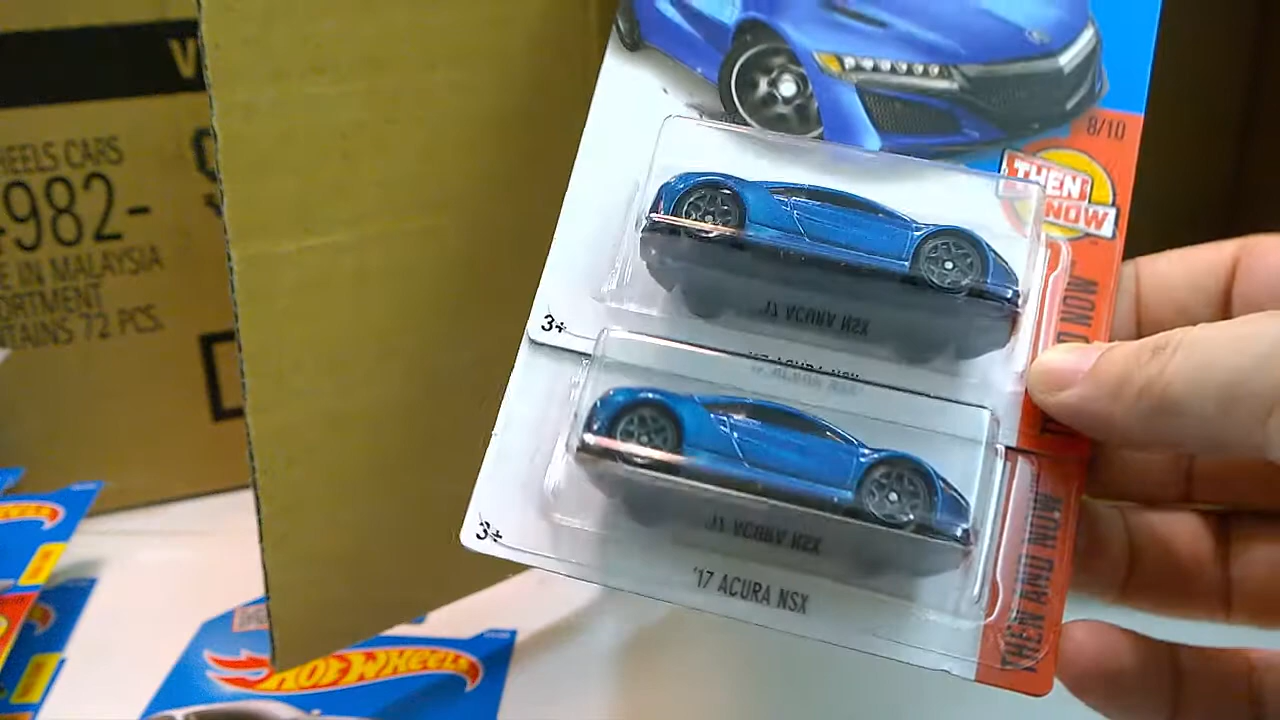 V
HEELS CARS
982-
E IN MALAYSIA
ORTMENT
TAINS 72 PCS.
8/10
THEN
NOW
3+
'17 ACURA NSX
NOW
3+
'17 ACURA NSX
THEN AND NOW
HOT WHEELS